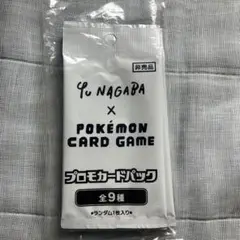 非売品
YU NAGABA
×
POKÉMON
CARD GAME
プロモカードパック
全9種
●ランダム1枚入り●